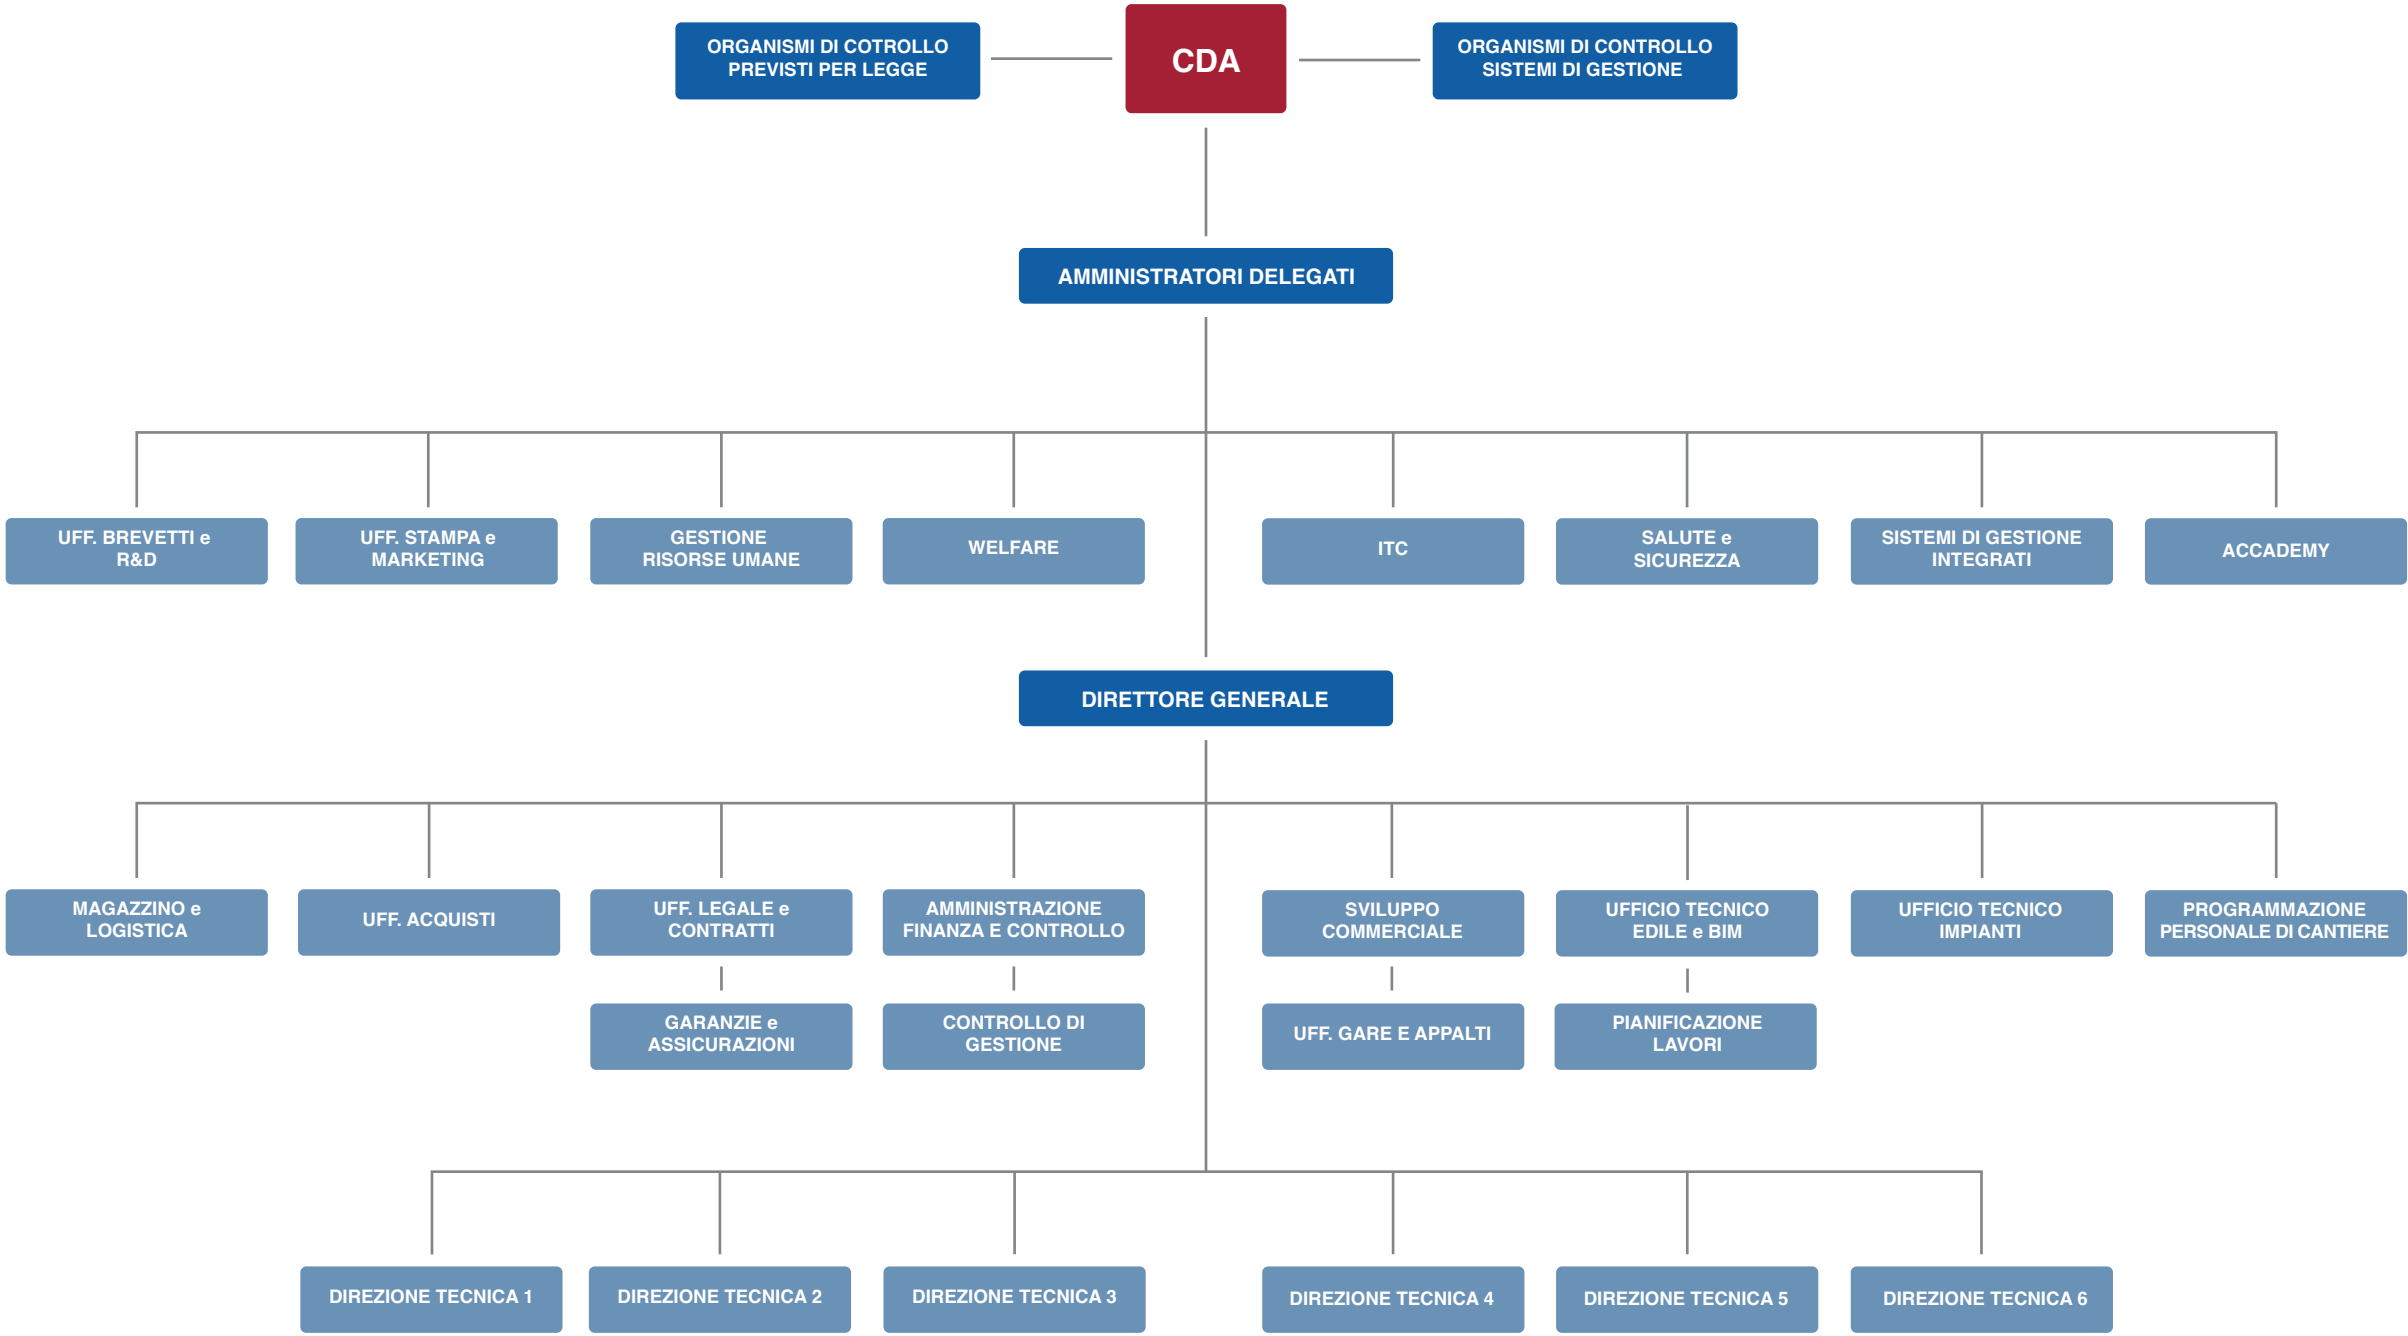 ORGANISMI DI COTROLLO
PREVISTI PER LEGGE
CDA
ORGANISMI DI CONTROLLO
SISTEMI DI GESTIONE
AMMINISTRATORI DELEGATI
UFF. BREVETTI e
R&D
UFF. STAMPA e
MARKETING
GESTIONE
RISORSE UMANE
WELFARE
ITC
SALUTE e
SICUREZZA
SISTEMI DI GESTIONE
INTEGRATI
ACCADEMY
DIRETTORE GENERALE
MAGAZZINO e
LOGISTICA
UFF. ACQUISTI
UFF. LEGALE e
CONTRATTI
AMMINISTRAZIONE
FINANZA E CONTROLLO
SVILUPPO
COMMERCIALE
UFFICIO TECNICO
EDILE e BIM
UFFICIO TECNICO
IMPIANTI
PROGRAMMAZIONE
PERSONALE DI CANTIERE
GARANZIE e
ASSICURAZIONI
CONTROLLO DI
GESTIONE
UFF. GARE E APPALTI
PIANIFICAZIONE
LAVORI
DIREZIONE TECNICA 1
DIREZIONE TECNICA 2
DIREZIONE TECNICA 3
DIREZIONE TECNICA 4
DIREZIONE TECNICA 5
DIREZIONE TECNICA 6